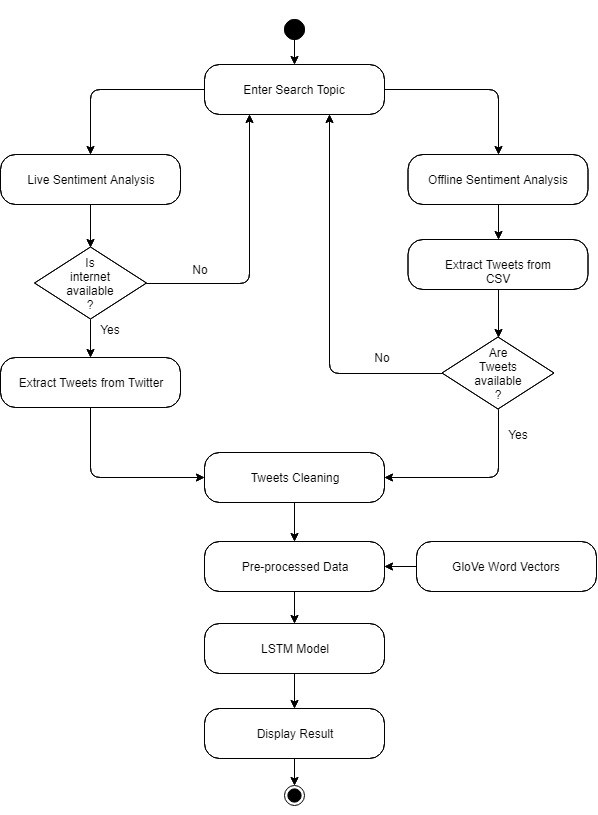 Enter Search Topic
Live Sentiment Analysis
Offline Sentiment Analysis
Is
internet
available
?
No
Yes
Extract Tweets from
CSV
Extract Tweets from Twitter
Are
Tweets
available
?
No
Yes
Tweets Cleaning
Pre-processed Data
GloVe Word Vectors
LSTM Model
Display Result